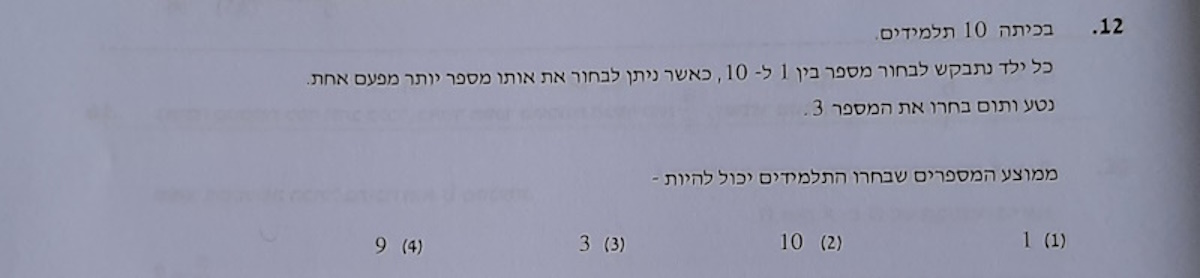 12. בכיתה 10 תלמידים.
כל ילד נתבקש לבחור מספר בין 1 ל- 10, כאשר ניתן לבחור את אותו מספר יותר מפעם אחת.
נטע ותום בחרו את המספר 3.
ממוצע המספרים שבחרו התלמידים יכול להיות -
(1) 1 (2) 10 (3) 3 (4) 9